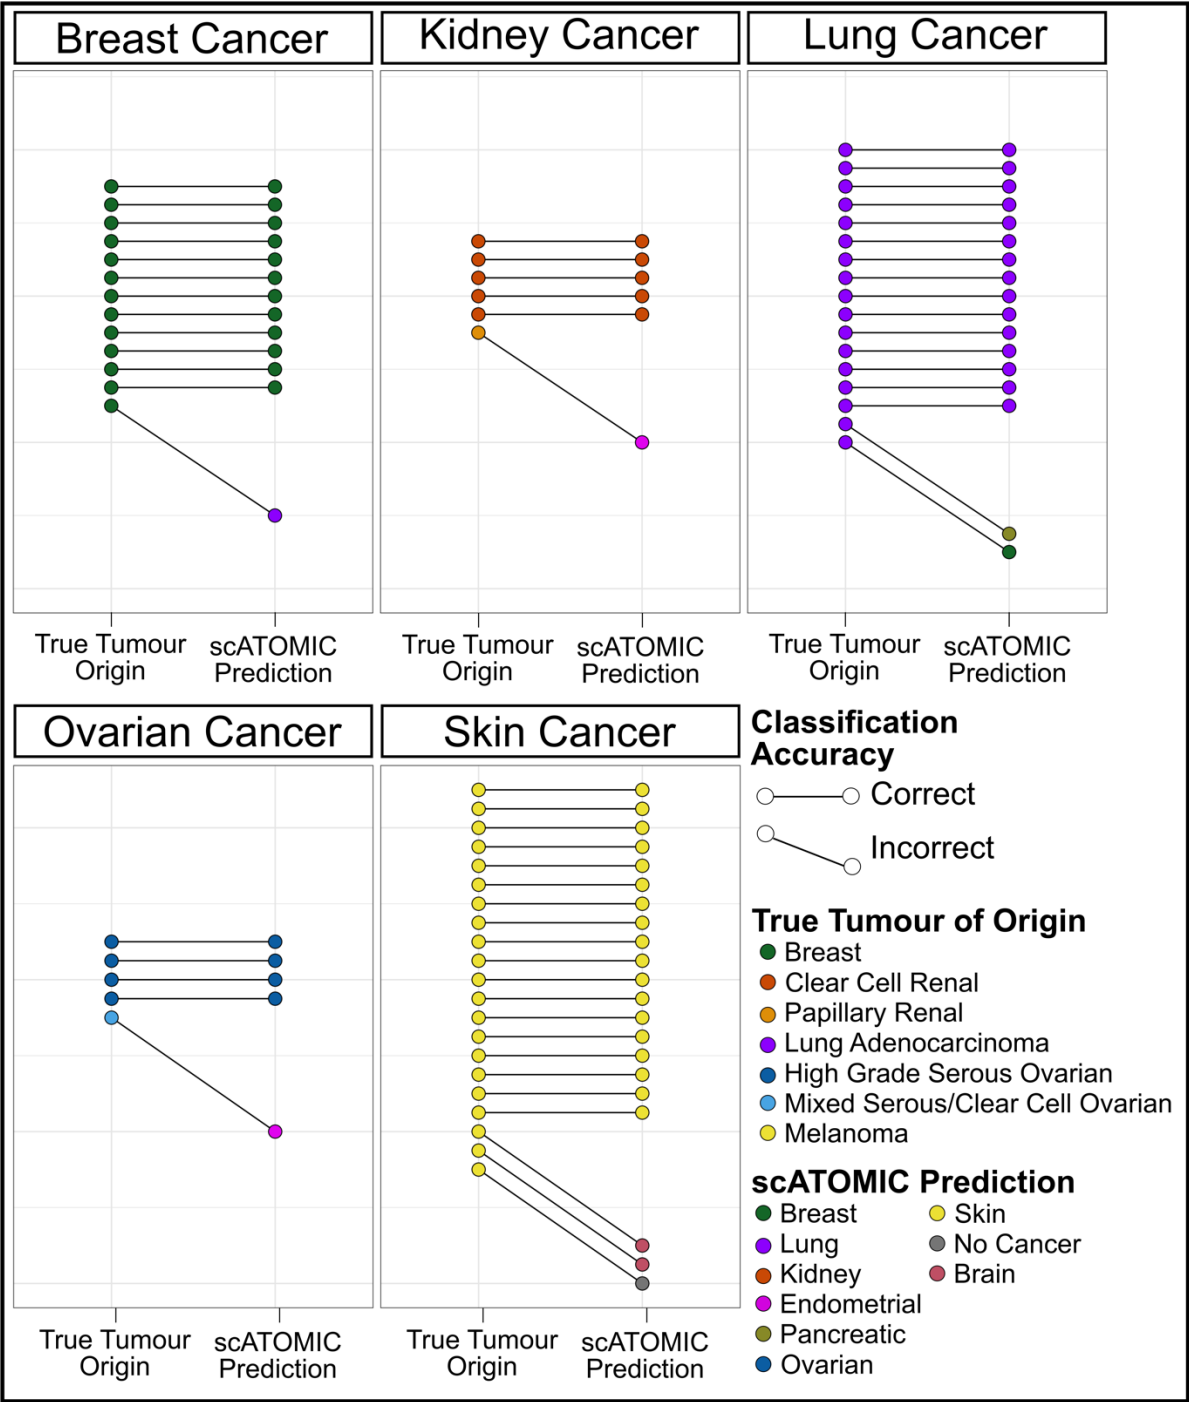 Breast Cancer
Kidney Cancer
Lung Cancer
True Tumour
Origin
scATOMIC
Prediction
True Tumour
Origin
scATOMIC
Prediction
True Tumour
Origin
scATOMIC
Prediction
Ovarian Cancer
Skin Cancer
True Tumour
Origin
scATOMIC
Prediction
True Tumour
Origin
scATOMIC
Prediction
Classification
Accuracy
Correct
Incorrect
True Tumour of Origin
Breast
Clear Cell Renal
Papillary Renal
Lung Adenocarcinoma
High Grade Serous Ovarian
Mixed Serous/Clear Cell Ovarian
Melanoma
scATOMIC Prediction
Breast
Lung
Kidney
Endometrial
Pancreatic
Ovarian
Skin
No Cancer
Brain